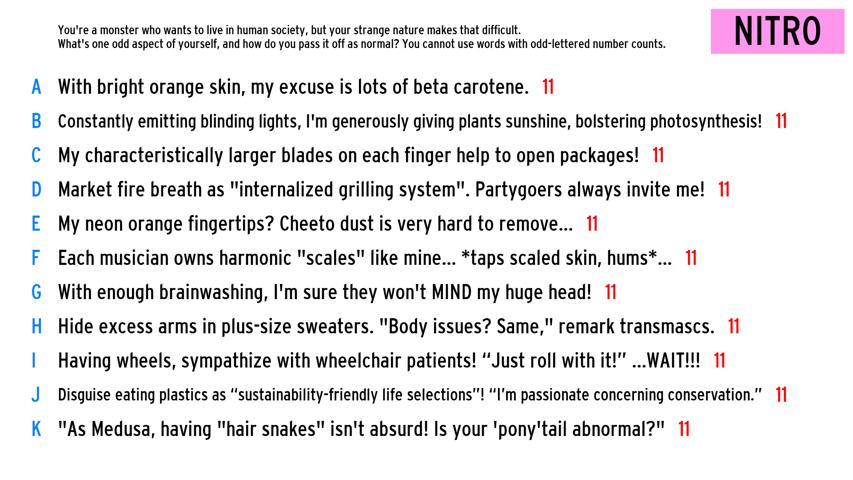 You're a monster who wants to live in human society, but your strange nature makes that difficult.
What's one odd aspect of yourself, and how do you pass it off as normal? You cannot use words with odd-lettered number counts.
NITRO
A With bright orange skin, my excuse is lots of beta carotene. 11
B Constantly emitting blinding lights, I'm generously giving plants sunshine, bolstering photosynthesis! 11
C My characteristically larger blades on each finger help to open packages! 11
D Market fire breath as "internalized grilling system". Partygoers always invite me! 11
E My neon orange fingertips? Cheeto dust is very hard to remove... 11
F Each musician owns harmonic "scales" like mine... *taps scaled skin, hums*... 11
G With enough brainwashing, I'm sure they won't MIND my huge head! 11
H Hide excess arms in plus-size sweaters. "Body issues? Same," remark transmascs. 11
I Having wheels, sympathize with wheelchair patients! “Just roll with it!” ...WAIT!!! 11
J Disguise eating plastics as “sustainability-friendly life selections”! “I’m passionate concerning conservation.” 11
K "As Medusa, having "hair snakes" isn't absurd! Is your 'pony'tail abnormal?" 11